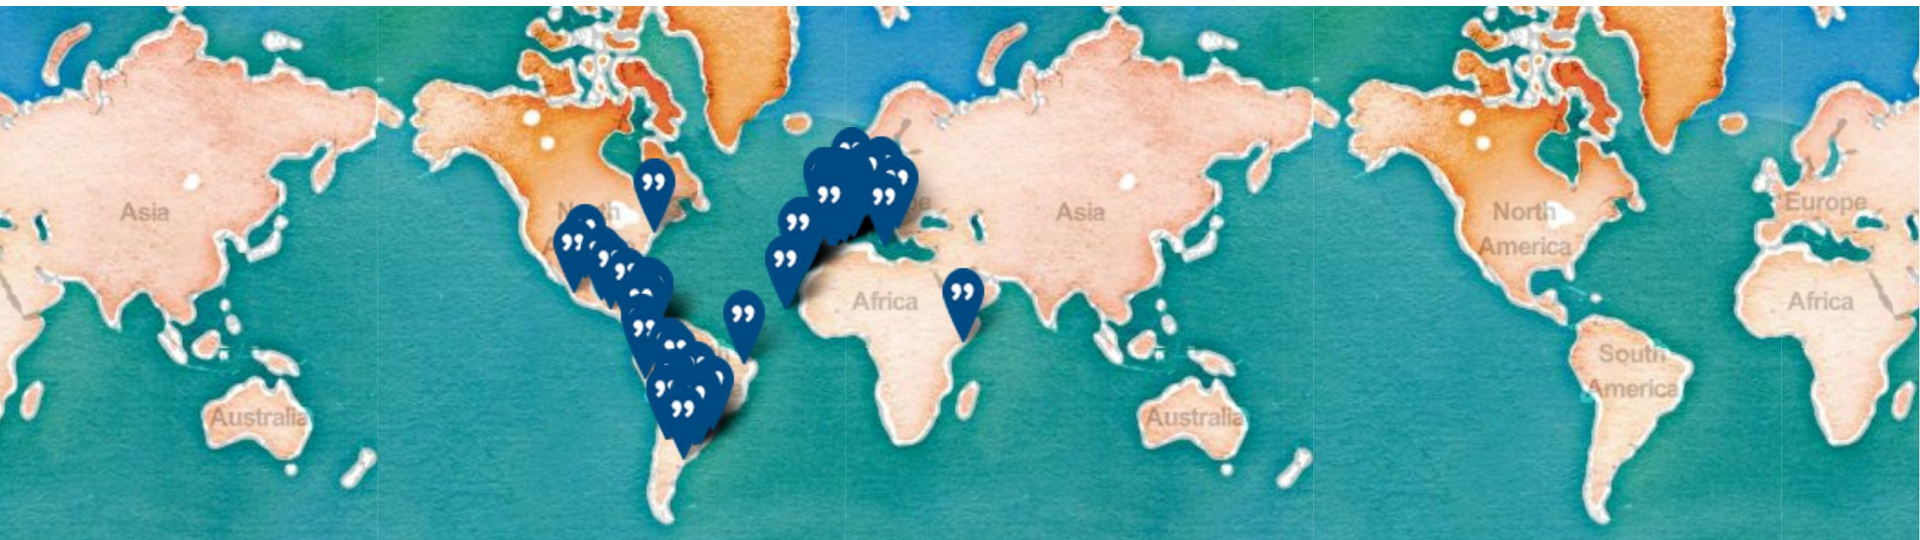 Asia
Africa
Asia
Australia
Australia
North
America
Europe
Africa
South
America